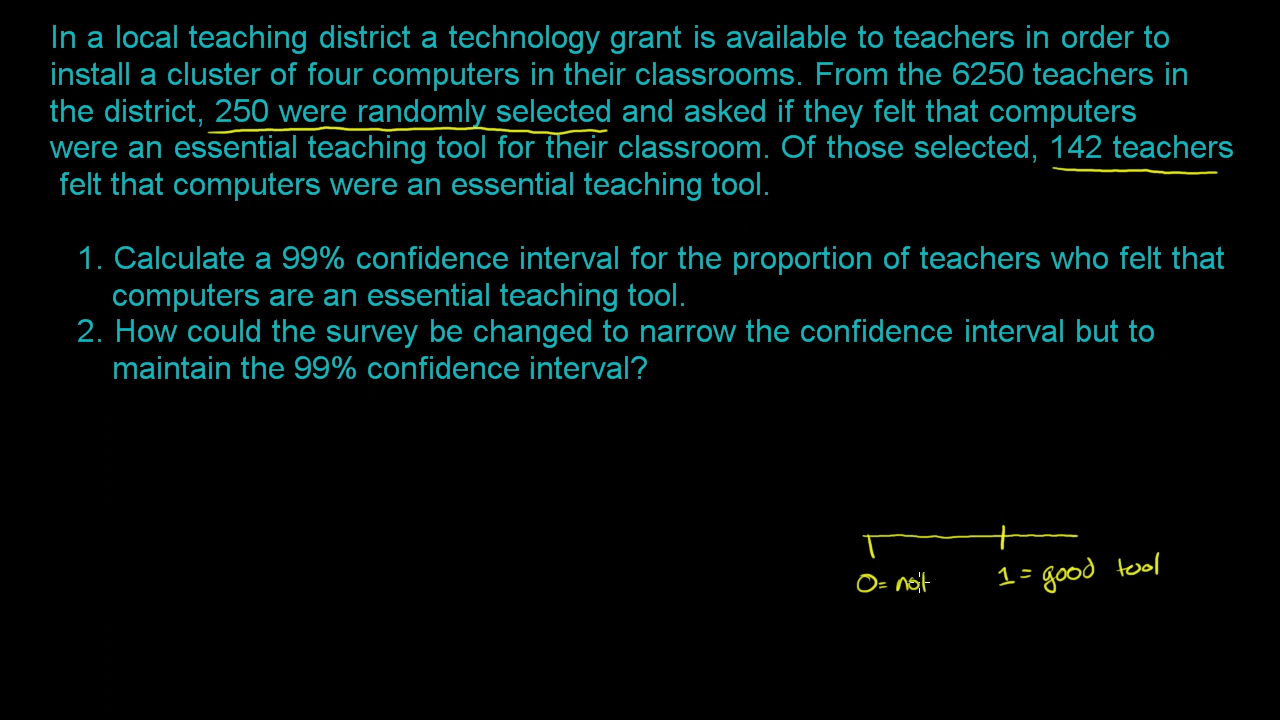 In a local teaching district a technology grant is available to teachers in order to
install a cluster of four computers in their classrooms. From the 6250 teachers in
the district, 250 were randomly selected and asked if they felt that computers
were an essential teaching tool for their classroom. Of those selected, 142 teachers
felt that computers were an essential teaching tool.
1. Calculate a 99% confidence interval for the proportion of teachers who felt that
computers are an essential teaching tool.
2. How could the survey be changed to narrow the confidence interval but to
maintain the 99% confidence interval?
0= not 1= good tool